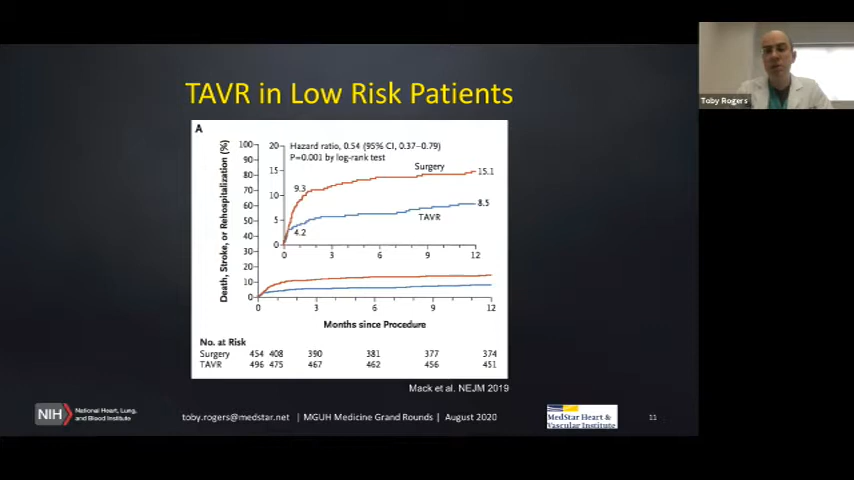 TAVR in Low Risk Patients
A
Death, Stroke, or Rehospitalization (%)
100
90
80
70
60
50
40
30
20
10
0
20
15
10
5
0
Hazard ratio, 0.54 (95% CI, 0.37–0.79)
P=0.001 by log-rank test
Surgery
15.1
9.3
8.5
TAVR
4.2
0 3 6 9 12
0 3 6 9 12
Months since Procedure
No. at Risk
Surgery 454 408 390 381 377 374
TAVR 496 475 467 462 456 451
Mack et al. NEJM 2019
NIH National Heart, Lung,
and Blood Institute
toby.rogers@medstar.net | MGUH Medicine Grand Rounds | August 2020
MedStar Heart &
Vascular Institute
11
Toby Rogers